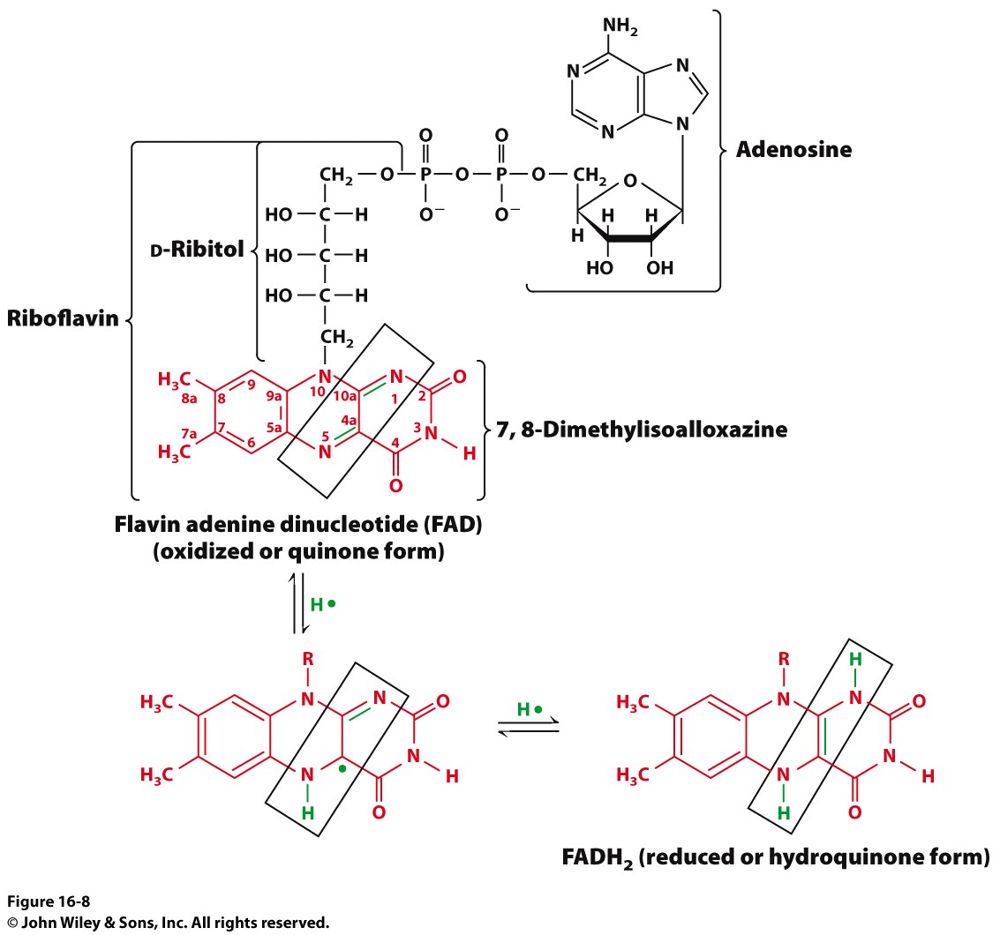 NH₂
N
N
N
N
Adenosine
O
O
CH₂
O
P
O
P
O
CH₂
O
O⁻
O⁻
HO
C
H
H
H
H
HO
OH
D-Ribitol
HO
C
H
HO
C
H
Riboflavin
CH₂
H₃C
8a
8
9
9a
N
10
10a
N
1
2
O
7a
7
H₃C
6
5a
5
N
4a
4
3
N
H
O
7, 8-Dimethylisoalloxazine
Flavin adenine dinucleotide (FAD)
(oxidized or quinone form)
H•
R
H₃C
N
N
O
H₃C
N
H
N
H
O
H•
R
H
H₃C
N
N
O
H₃C
N
H
N
H
O
FADH₂ (reduced or hydroquinone form)
Figure 16-8
© John Wiley & Sons, Inc. All rights reserved.